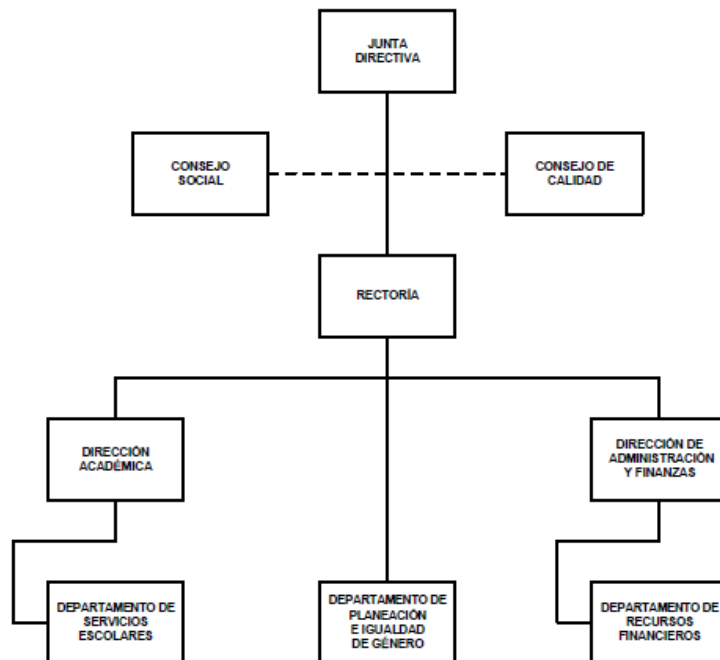 JUNTA
DIRECTIVA
CONSEJO
SOCIAL
CONSEJO DE
CALIDAD
RECTORÍA
DIRECCIÓN
ACADÉMICA
DIRECCIÓN DE
ADMINISTRACIÓN
Y FINANZAS
DEPARTAMENTO DE
SERVICIOS
ESCOLARES
DEPARTAMENTO DE
PLANEACIÓN
E IGUALDAD
DE GÉNERO
DEPARTAMENTO DE
RECURSOS
FINANCIEROS